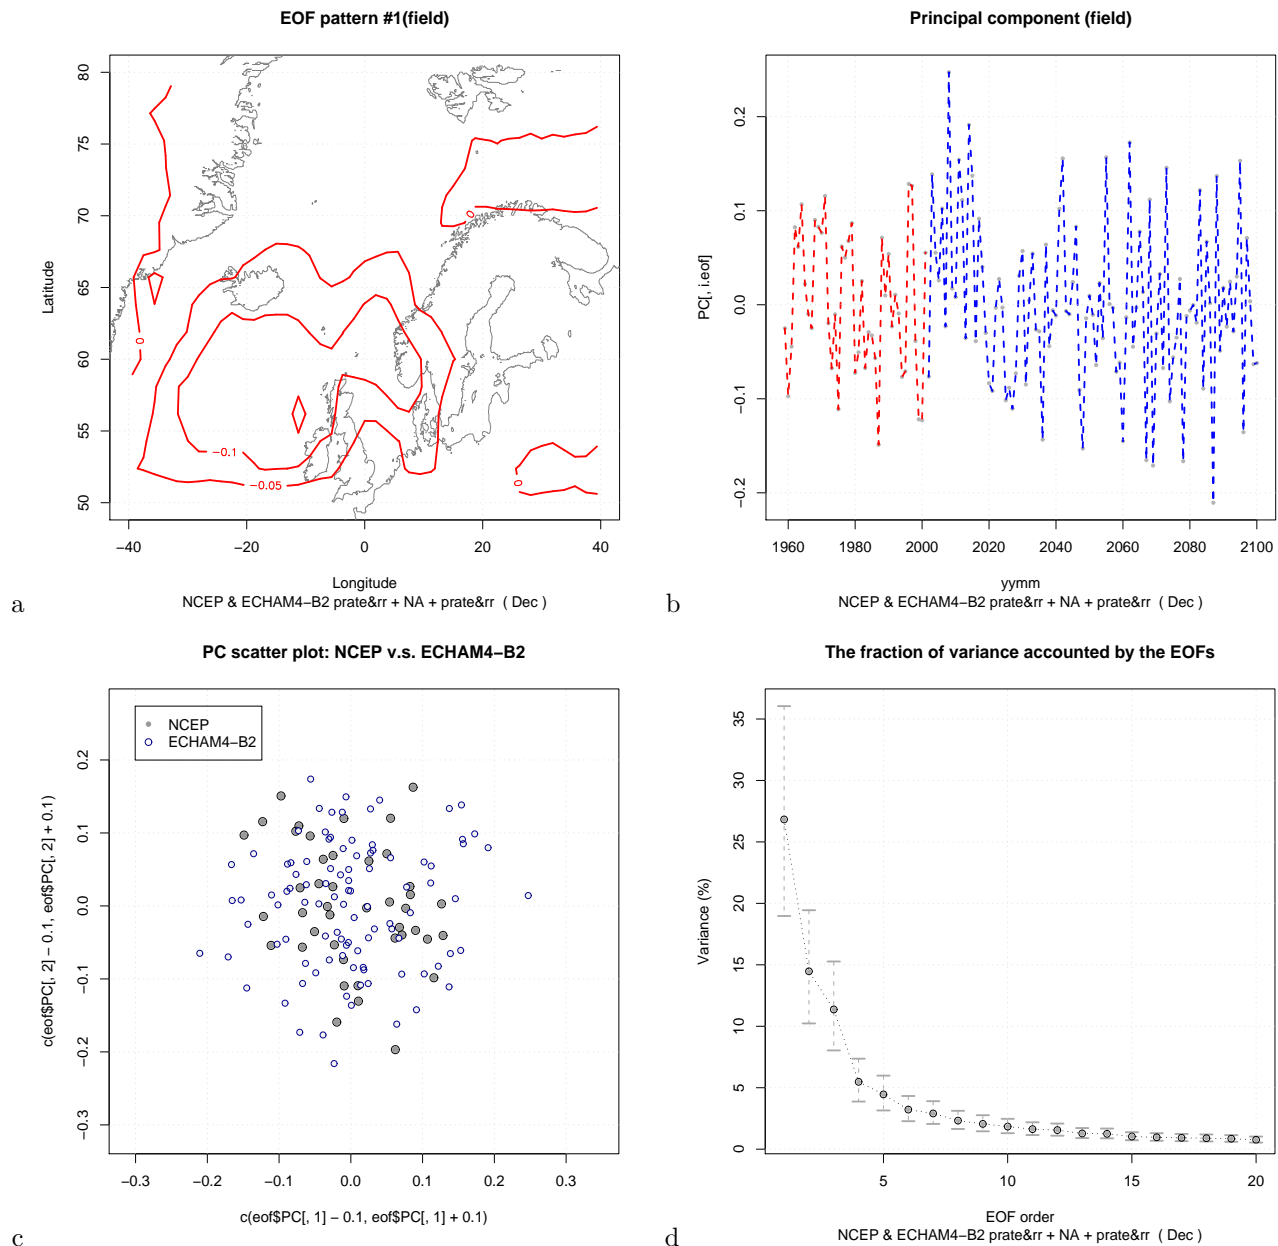 EOF pattern #1(field)
80
75
70
65
60
55
50
Latitude
0
0
0
−0.1
−0.05
−40
−20
0
20
40
Longitude
NCEP & ECHAM4−B2 prate&rr + NA + prate&rr ( Dec )
a
Principal component (field)
0.2
0.1
0.0
−0.1
−0.2
PC[, i.eof]
1960
1980
2000
2020
2040
2060
2080
2100
yymm
NCEP & ECHAM4−B2 prate&rr + NA + prate&rr ( Dec )
b
PC scatter plot: NCEP v.s. ECHAM4−B2
NCEP
ECHAM4−B2
0.2
0.1
0.0
−0.1
−0.2
−0.3
c(eof$PC[, 2] − 0.1, eof$PC[, 2] + 0.1)
−0.3
−0.2
−0.1
0.0
0.1
0.2
0.3
c(eof$PC[, 1] − 0.1, eof$PC[, 1] + 0.1)
c
The fraction of variance accounted by the EOFs
35
30
25
20
15
10
5
0
Variance (%)
5
10
15
20
EOF order
NCEP & ECHAM4−B2 prate&rr + NA + prate&rr ( Dec )
d